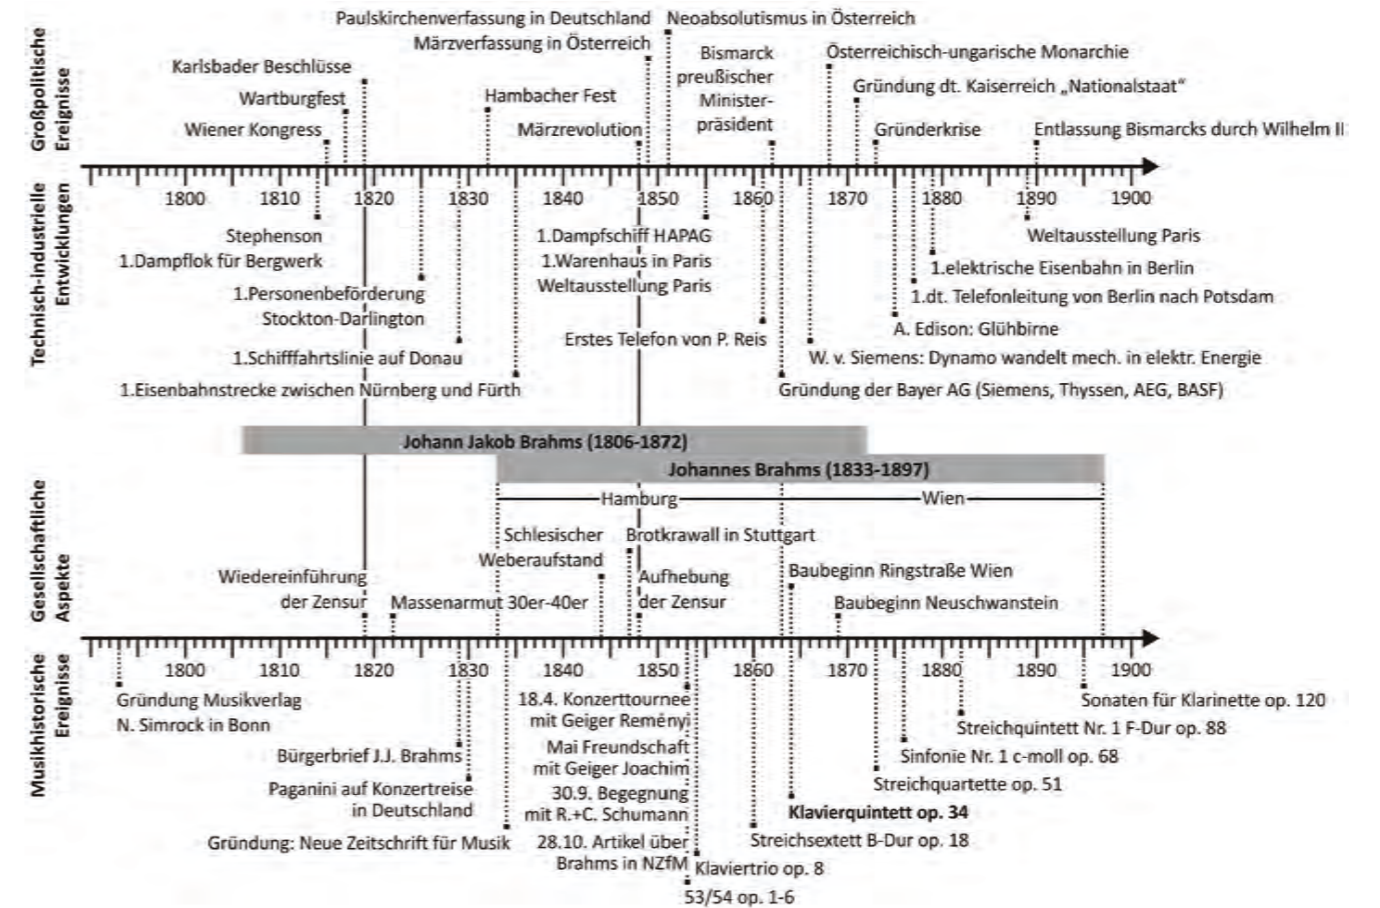 Großpolitische
Ereignisse
Paulskirchenverfassung in Deutschland
Neoabsolutismus in Österreich
Märzverfassung in Österreich
Bismarck
preußischer
Minister-
präsident
Österreichisch-ungarische Monarchie
Karlsbader Beschlüsse
Gründung dt. Kaiserreich „Nationalstaat“
Wartburgfest
Hambacher Fest
Wiener Kongress
Märzrevolution
Gründerkrise
Entlassung Bismarcks durch Wilhelm II
1800 1810 1820 1830 1840 1850 1860 1870 1880 1890 1900
Technisch-industrielle
Entwicklungen
Stephenson
1.Dampflok für Bergwerk
1.Personenbeförderung
Stockton-Darlington
1.Schifffahrtslinie auf Donau
1.Eisenbahnstrecke zwischen Nürnberg und Fürth
1.Dampfschiff HAPAG
1.Warenhaus in Paris
Weltausstellung Paris
Erstes Telefon von P. Reis
Weltausstellung Paris
1.elektrische Eisenbahn in Berlin
1.dt. Telefonleitung von Berlin nach Potsdam
A. Edison: Glühbirne
W. v. Siemens: Dynamo wandelt mech. in elektr. Energie
Gründung der Bayer AG (Siemens, Thyssen, AEG, BASF)
Johann Jakob Brahms (1806-1872)
Johannes Brahms (1833-1897)
Hamburg
Wien
Gesellschaftliche
Aspekte
Schlesischer
Weberaufstand
Brotkrawall in Stuttgart
Wiedereinführung
der Zensur
Massenarmut 30er-40er
Aufhebung
der Zensur
Baubeginn Ringstraße Wien
Baubeginn Neuschwanstein
1800 1810 1820 1830 1840 1850 1860 1870 1880 1890 1900
Musikhistorische
Ereignisse
Gründung Musikverlag
N. Simrock in Bonn
Bürgerbrief J.J. Brahms
Paganini auf Konzertreise
in Deutschland
Gründung: Neue Zeitschrift für Musik
18.4. Konzerttournee
mit Geiger Reményi
Mai Freundschaft
mit Geiger Joachim
30.9. Begegnung
mit R.+C. Schumann
28.10. Artikel über
Brahms in NZfM
Klaviertrio op. 8
53/54 op. 1-6
Sonaten für Klarinette op. 120
Streichquintett Nr. 1 F-Dur op. 88
Sinfonie Nr. 1 c-moll op. 68
Streichquartette op. 51
Klavierquintett op. 34
Streichsextett B-Dur op. 18